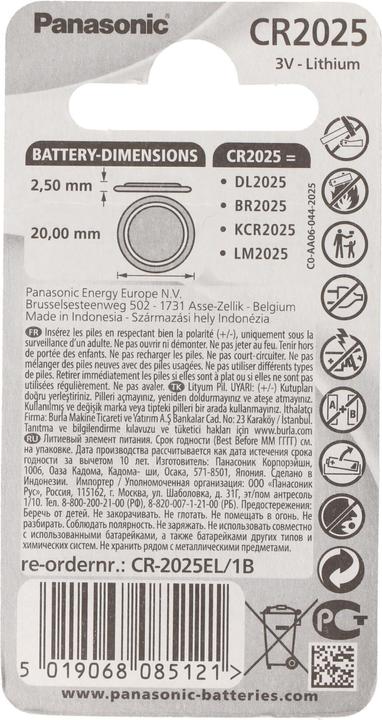 Panasonic
CR2025
3V - Lithium
BATTERY-DIMENSIONS
2,50 mm
20,00 mm
CR2025 =
• DL2025
• BR2025
• KCR2025
• LM2025
C0-AA06-044-2025
Panasonic Energy Europe N.V.
Brusselsesteenweg 502 - 1731 Asse-Zellik - Belgium
Made in Indonesia - Származási hely Indonézia
FR Insérez les piles en respectant bien la polarité (+/-), uniquement sous la
surveillance d'un adulte. Ne pas ouvrir ni démonter. Ne pas jeter au feu. Tenir hors
de portée des enfants. Ne pas recharger les piles. Ne pas court-circuiter. Ne pas
mélanger des piles neuves avec des piles usagées. Ne pas utiliser différents types
de piles. Retirer immédiatement les piles si elles sont à plat ou si elles ne sont pas
utilisées régulièrement. Ne pas avaler. TK Lityum Pil. UYARI: (+/-) Kutupları
doğru yerleştiriniz. Pilleri açmayınız, yeniden doldurmayınız ve ateşe atmayınız.
Kullanılmış ve değişik marka veya tipteki pilleri bir arada kullanmayınız. İthalatçı
Firma: Burla Makine Ticareti ve Yatırım A.Ş Bankalar Cad. No: 23 Karaköy / İstanbul.
Tanıtma ve bilgilendirme kılavuzu ve tüketici hakları için www.burla.com
RU Литиевый элемент питания. Срок годности (Best Before ММ ГГГГ) см.
на упаковке. Дата производства рассчитывается как дата истечения срока
годности за вычетом 10 лет. Изготовитель: Панасоник Корпорэйшн,
1006, Оаза Кадома, Кадома- ши, Осака, 571-8501, Япония. Сделано в
Индонезии. Импортер / Уполномоченная организация: ООО «Панасоник
Рус», Россия, 115162, г. Москва, ул. Шаболовка, д. 31Г, эт/пом антресоль
1/10. Тел. 8-800-200-21-00 (РФ), 8-820-007-1-21-00 (РБ). Предостережения:
Беречь от детей. Не закорачивать. Не глотать. Не помещать в огонь. Не
разбирать. Соблюдать полярность. Не заряжать. Не использовать совместно
с использованными батарейками, а также батарейки других типов и
химических систем. Не хранить рядом с металлическими предметами.
re-ordernr.: CR-2025EL/1B
A
B
5 019068 085121 >
www.panasonic-batteries.com